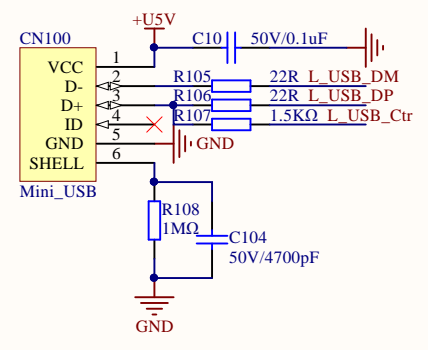 +U5V
CN100
C10
50V/0.1uF
VCC 1
D- 2
R105 22R L_USB_DM
D+ 3
R106 22R L_USB_DP
ID 4
R107 1.5KΩ L_USB_Ctr
GND 5
GND
SHELL 6
Mini_USB
R108
1MΩ
C104
50V/4700pF
GND